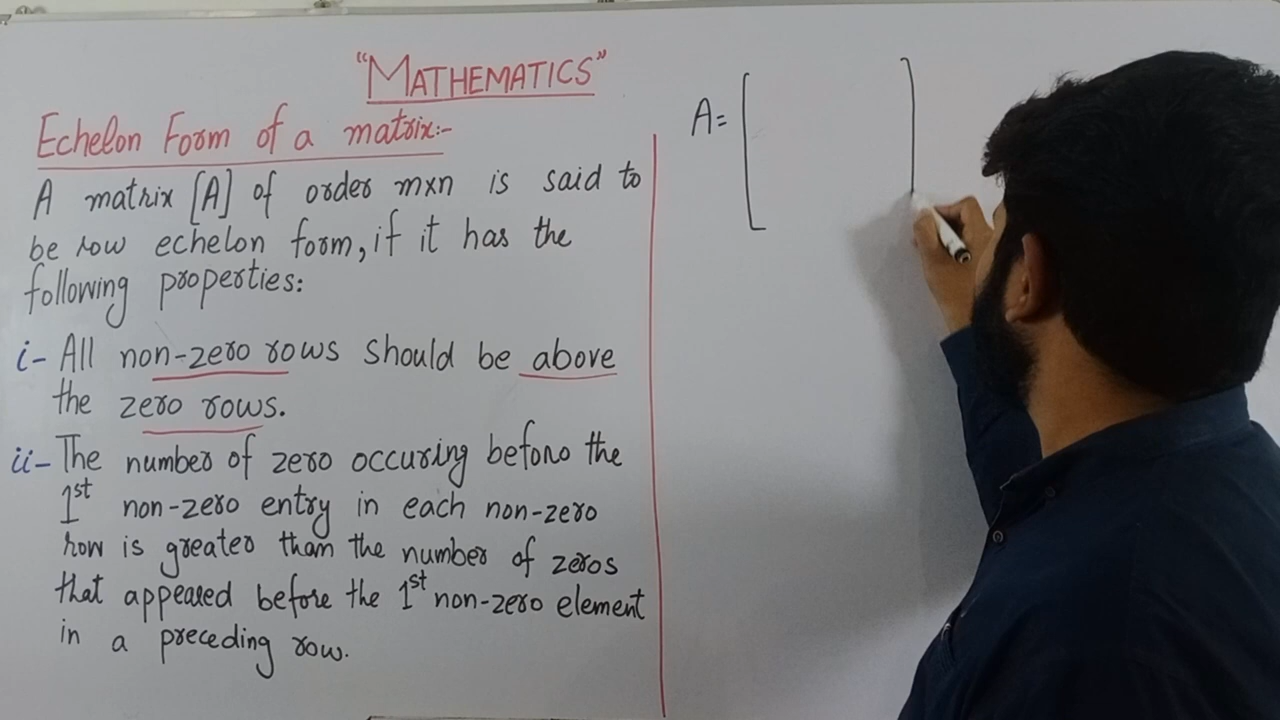 "MATHEMATICS"
Echelon Form of a matrix:-
A matrix [A] of order mxn is said to
be row echelon form, if it has the
following properties:
i- All non-zero rows should be above
the zero rows.
ii- The number of zero occuring before the
1st non-zero entry in each non-zero
row is greater than the number of zeros
that appeared before the 1st non-zero element
in a preceding row.
A= [ ]